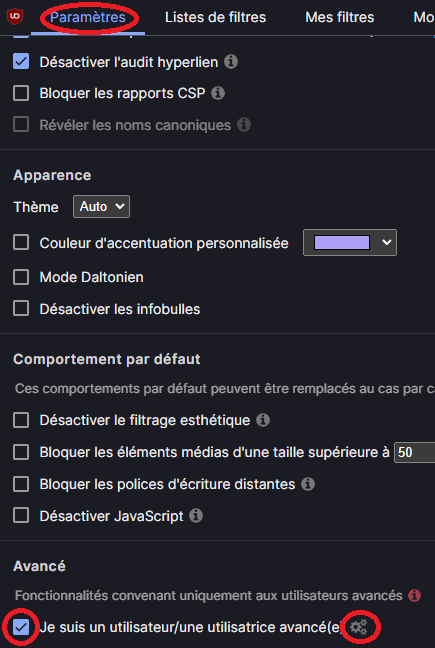 Paramètres Listes de filtres Mes filtres Mo
Désactiver l'audit hyperlien
Bloquer les rapports CSP
Révéler les noms canoniques
Apparence
Thème Auto
Couleur d'accentuation personnalisée
Mode Daltonien
Désactiver les infobulles
Comportement par défaut
Ces comportements par défaut peuvent être remplacés au cas par ca
Désactiver le filtrage esthétique
Bloquer les éléments médias d'une taille supérieure à 50
Bloquer les polices d'écriture distantes
Désactiver JavaScript
Avancé
Fonctionnalités convenant uniquement aux utilisateurs avancés
Je suis un utilisateur/une utilisatrice avancé(e)